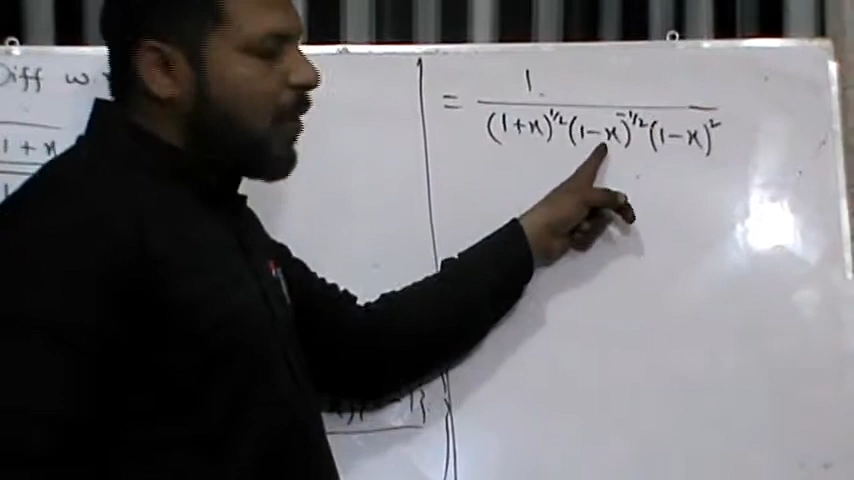 Diff w
1 + x
= 1 / (1+x)^1/2 (1-x)^-1/2 (1-x)^2